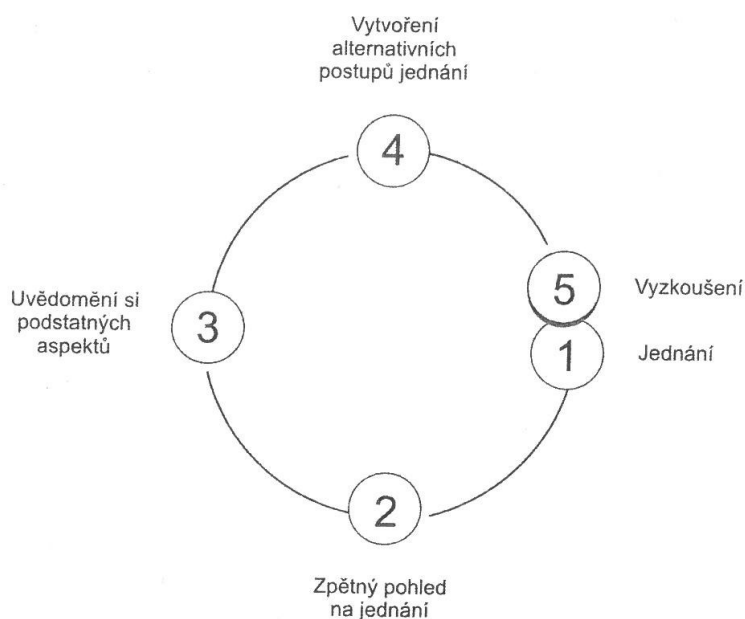 Vytvoření
alternativních
postupů jednání
4
5
Vyzkoušení
Uvědomění si
podstatných
aspektů
3
1
Jednání
2
Zpětný pohled
na jednání